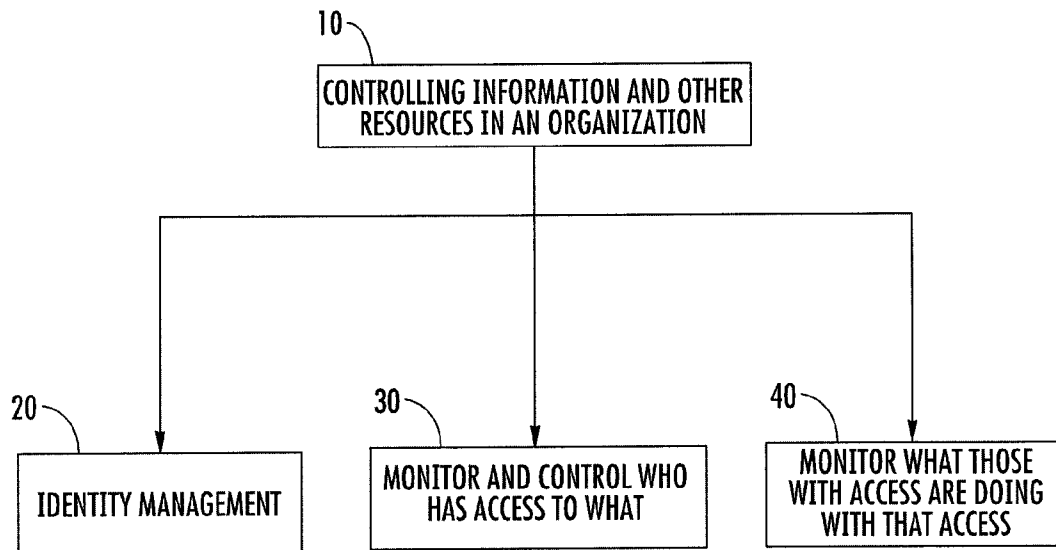 10
CONTROLLING INFORMATION AND OTHER
RESOURCES IN AN ORGANIZATION
20
IDENTITY MANAGEMENT
30
MONITOR AND CONTROL WHO
HAS ACCESS TO WHAT
40
MONITOR WHAT THOSE
WITH ACCESS ARE DOING
WITH THAT ACCESS